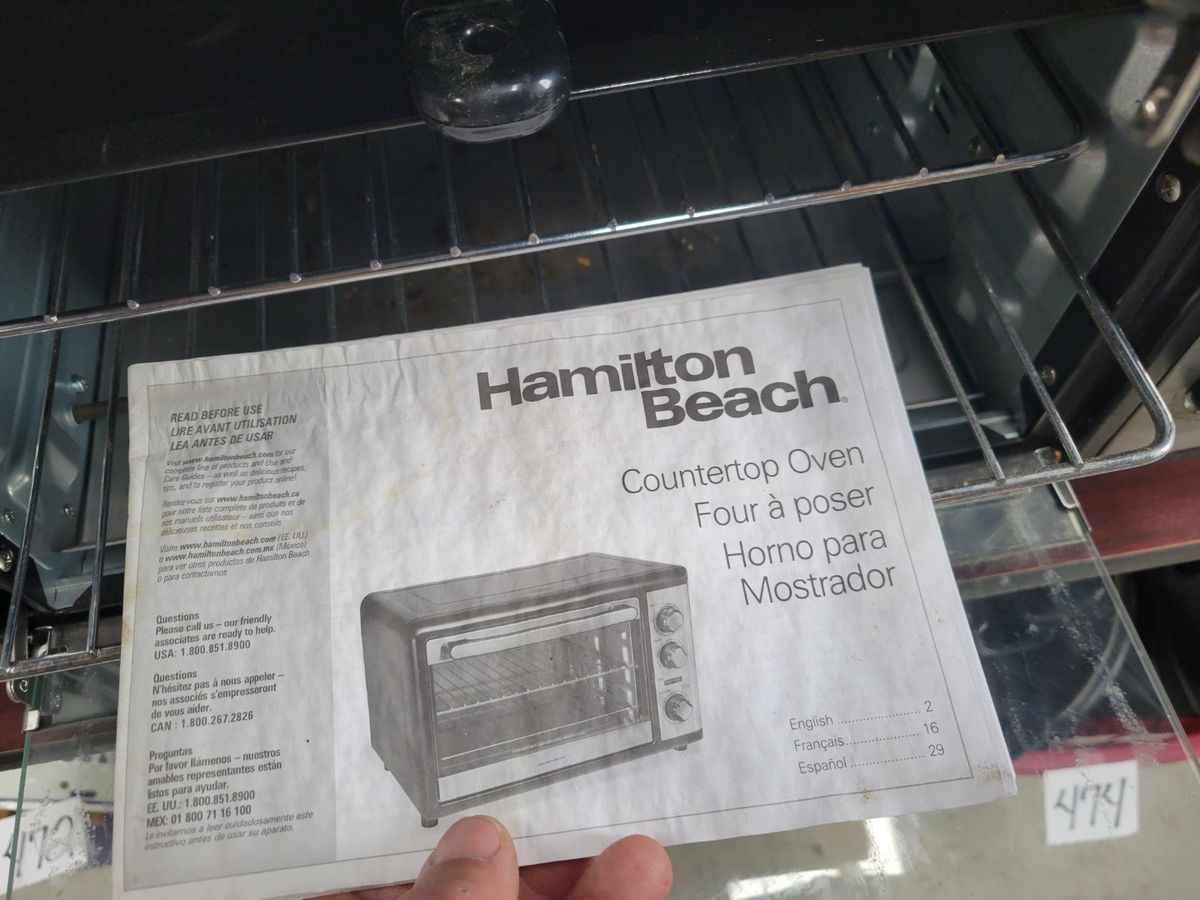 READ BEFORE USE
LIRE AVANT UTILISATION
LEA ANTES DE USAR
Visit www.hamiltonbeach.com for our
complete line of products and Use and
Care Guides – as well as delicious recipes,
tips, and to register your product online!
Rendez-vous sur www.hamiltonbeach.ca
pour notre liste complète de produits et de
nos manuels utilisateur – ainsi que nos
délicieuses recettes et nos conseils
Visite www.hamiltonbeach.com (EE. UU.)
o www.hamiltonbeach.com.mx (México)
para ver otros productos de Hamilton Beach
o para contactarnos
Questions
Please call us – our friendly
associates are ready to help.
USA: 1.800.851.8900
Questions
N'hésitez pas à nous appeler –
nos associés s'empresseront
de vous aider.
CAN : 1.800.267.2826
Preguntas
Por favor llámenos – nuestros
amables representantes están
listos para ayudar.
EE. UU.: 1.800.851.8900
MEX: 01 800 71 16 100
Le invitamos a leer cuidadosamente este
instructivo antes de usar su aparato.
Hamilton
Beach®
Countertop Oven
Four à poser
Horno para
Mostrador
English ........................ 2
Français.................... 16
Español .................... 29
470
474